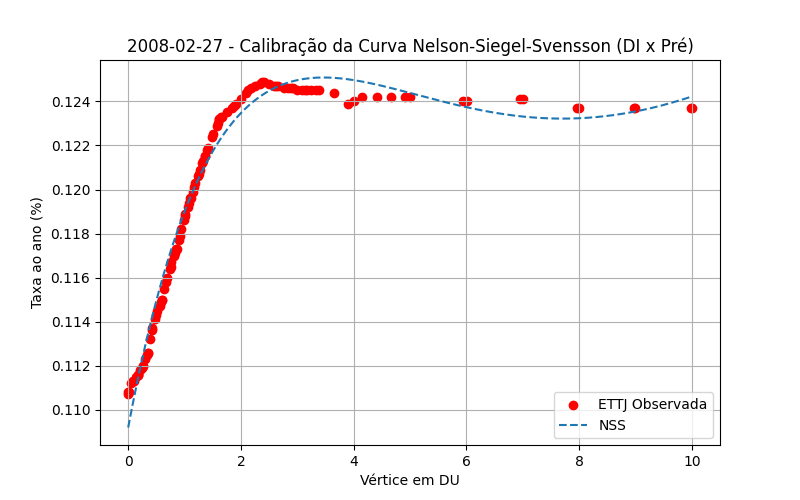 2008-02-27 - Calibração da Curva Nelson-Siegel-Svensson (DI x Pré)
Taxa ao ano (%)
0.124
0.122
0.120
0.118
0.116
0.114
0.112
0.110
ETTJ Observada
NSS
0 2 4 6 8 10
Vértice em DU